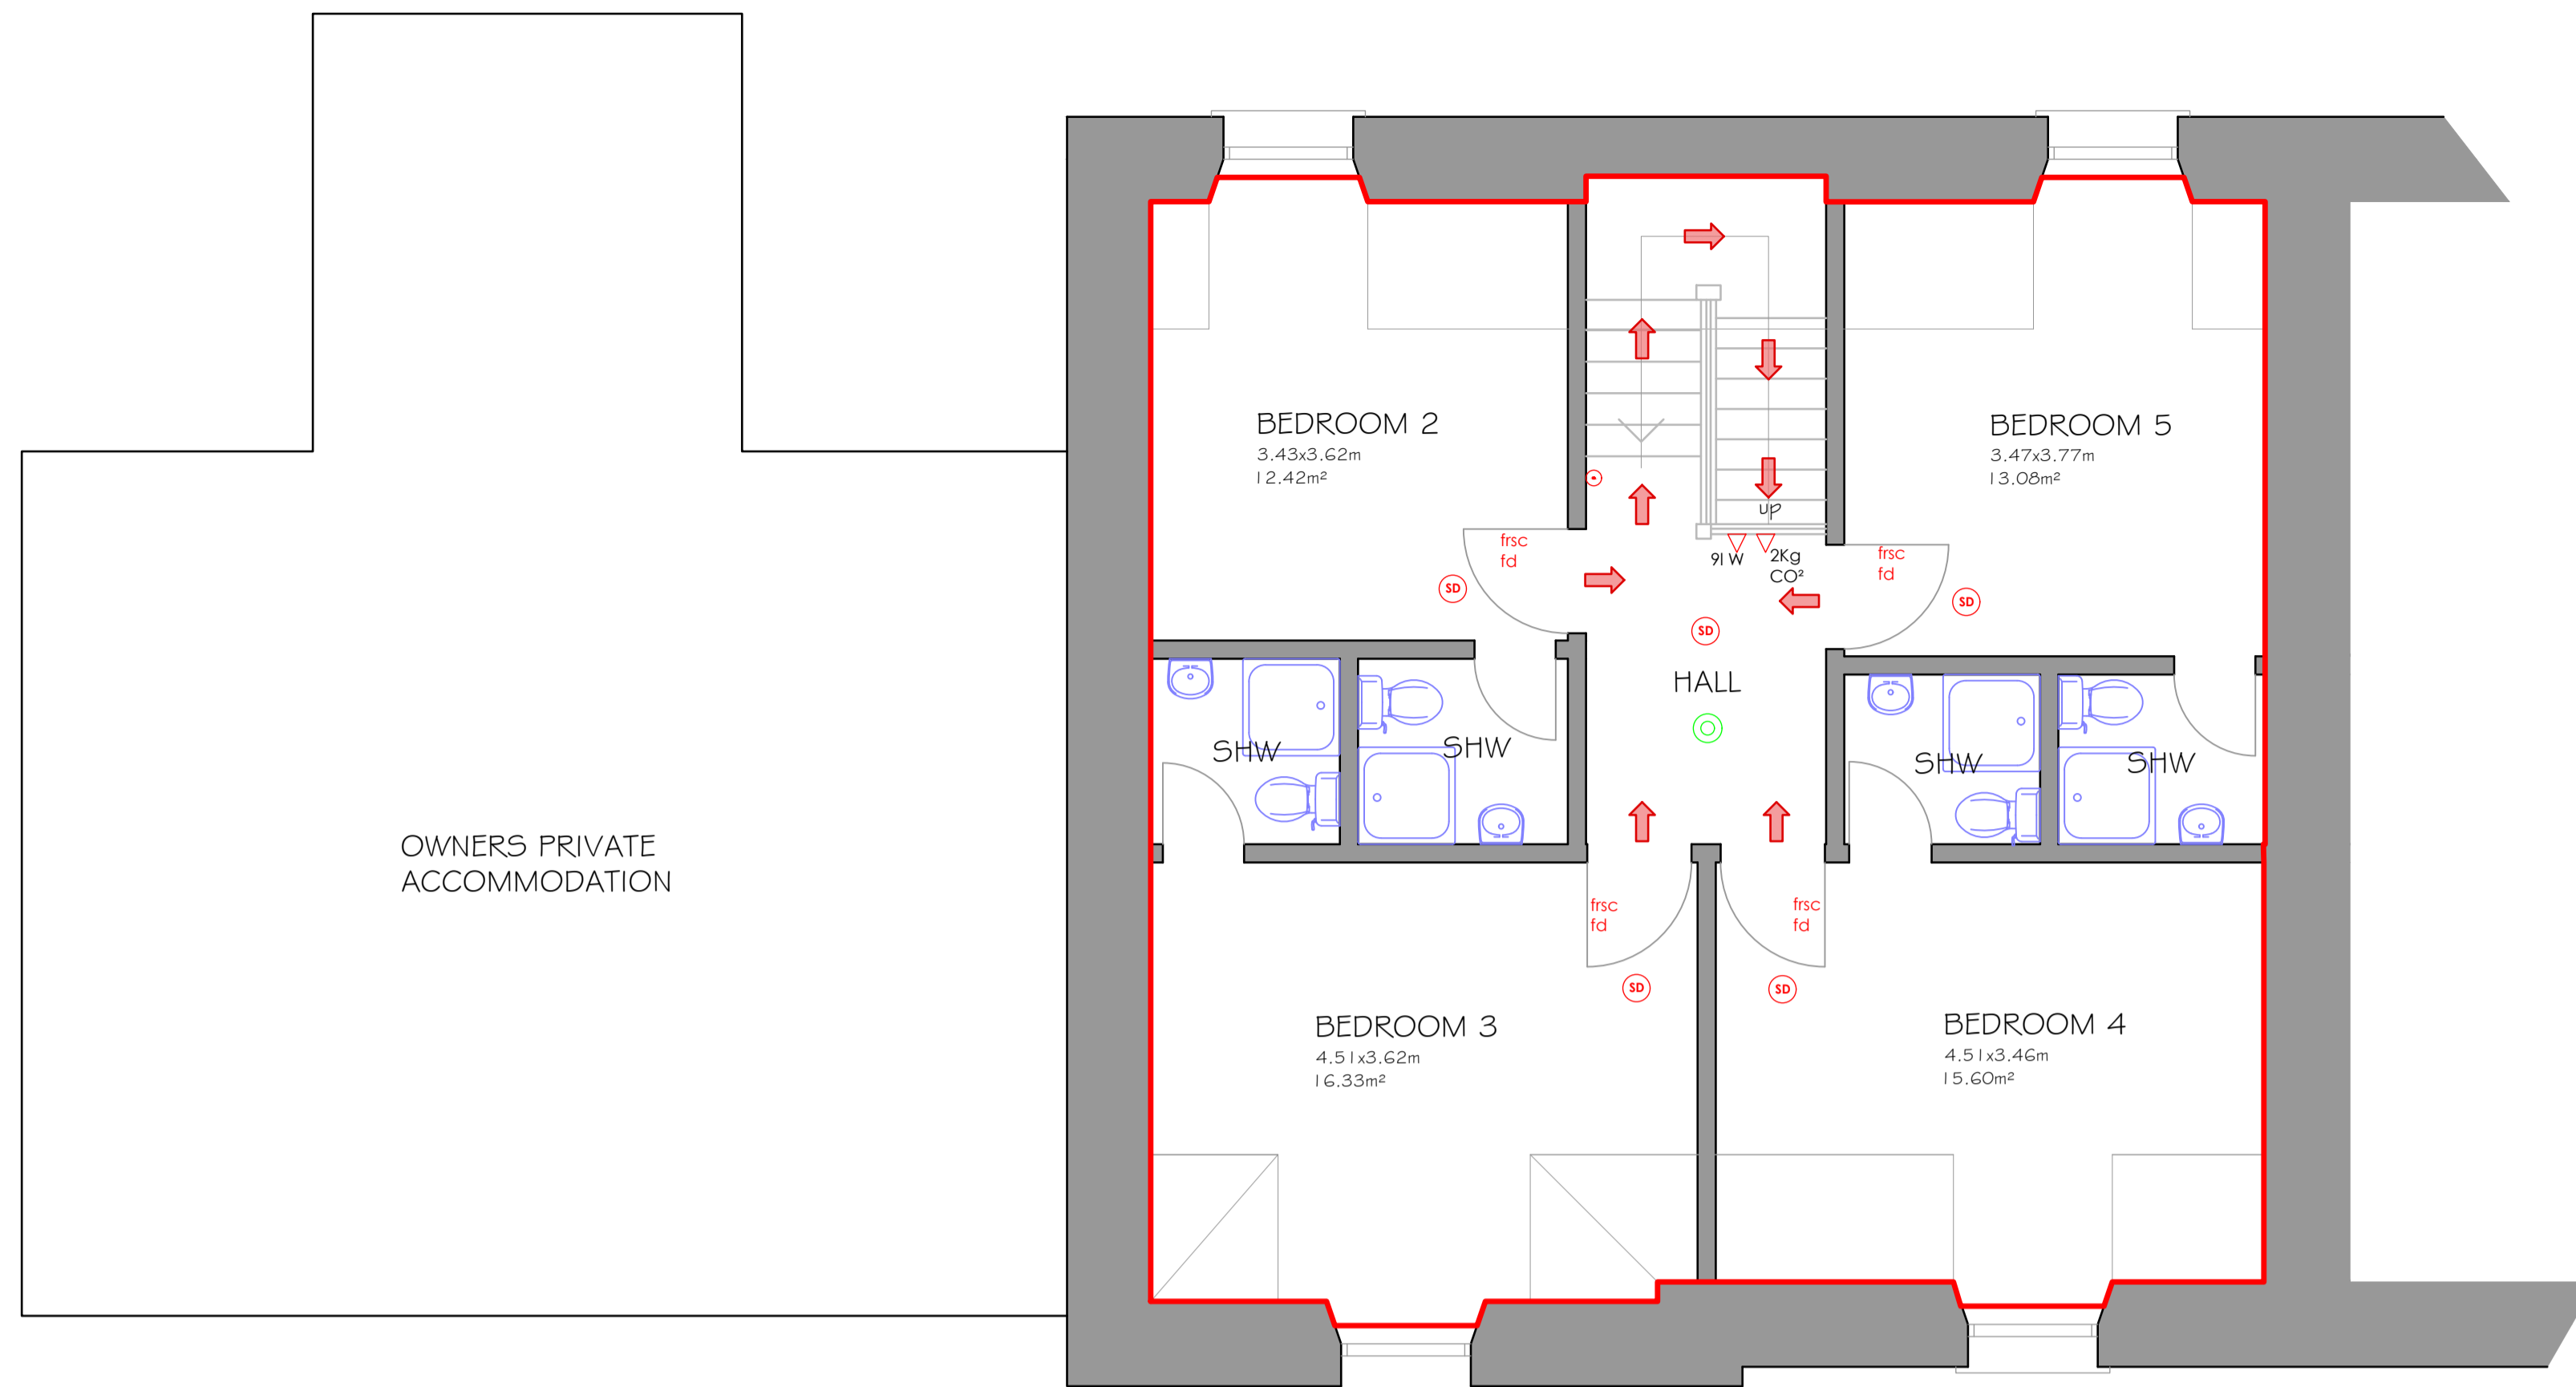 BEDROOM 2
3.43x3.62m
12.42m²
BEDROOM 5
3.47x3.77m
13.08m²
up
9l W
2Kg
CO²
frsc
fd
frsc
fd
SD
SD
SD
HALL
SHW
SHW
SHW
SHW
OWNERS PRIVATE
ACCOMMODATION
frsc
fd
frsc
fd
SD
SD
BEDROOM 3
4.51x3.62m
16.33m²
BEDROOM 4
4.51x3.46m
15.60m²